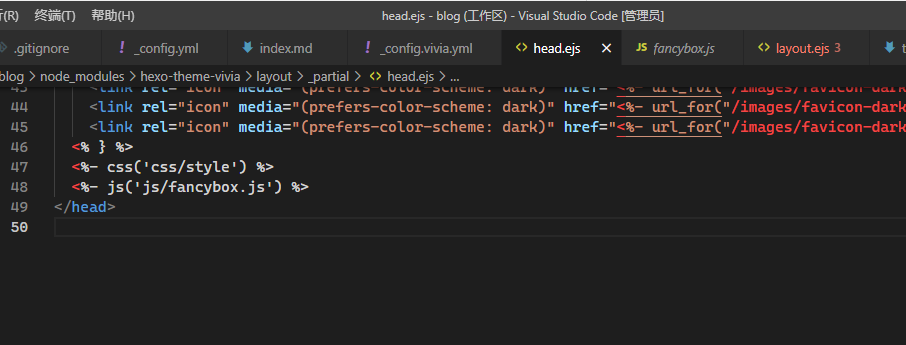 行(R) 终端(T) 帮助(H) head.ejs - blog (工作区) - Visual Studio Code [管理员]
.gitignore ! _config.yml index.md ! _config.vivia.yml <> head.ejs × JS fancybox.js <> layout.ejs 3
blog > node_modules > hexo-theme-vivia > layout > _partial > <> head.ejs > ...
43 <link rel="icon" media="(prefers-color-scheme: dark)" href="<%- url_for("/images/favicon-dark
44 <link rel="icon" media="(prefers-color-scheme: dark)" href="<%- url_for("/images/favicon-dark
45 <link rel="icon" media="(prefers-color-scheme: dark)" href="<%- url_for("/images/favicon-dark
46 <% } %>
47 <%- css('css/style') %>
48 <%- js('js/fancybox.js') %>
49 </head>
50